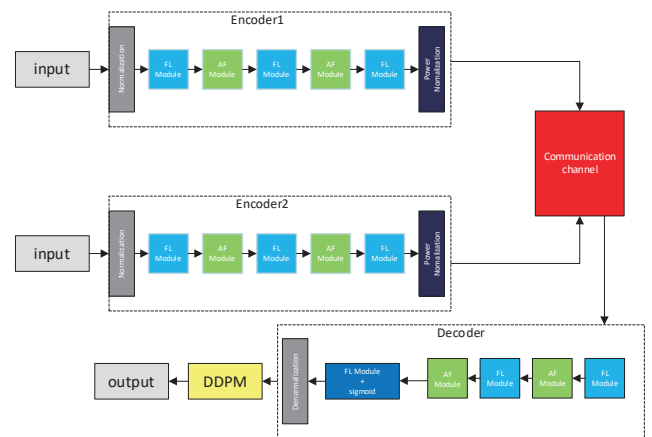 Encoder1
input
Normalization
FL
Module
AF
Module
FL
Module
AF
Module
FL
Module
Power
Nomalization
Communication
channel
Encoder2
input
Normalization
FL
Module
AF
Module
FL
Module
AF
Module
FL
Module
Power
Nomalization
Decoder
output
DDPM
Denormalization
FL Module
+
sigmoid
AF
Module
FL
Module
AF
Module
FL
Module